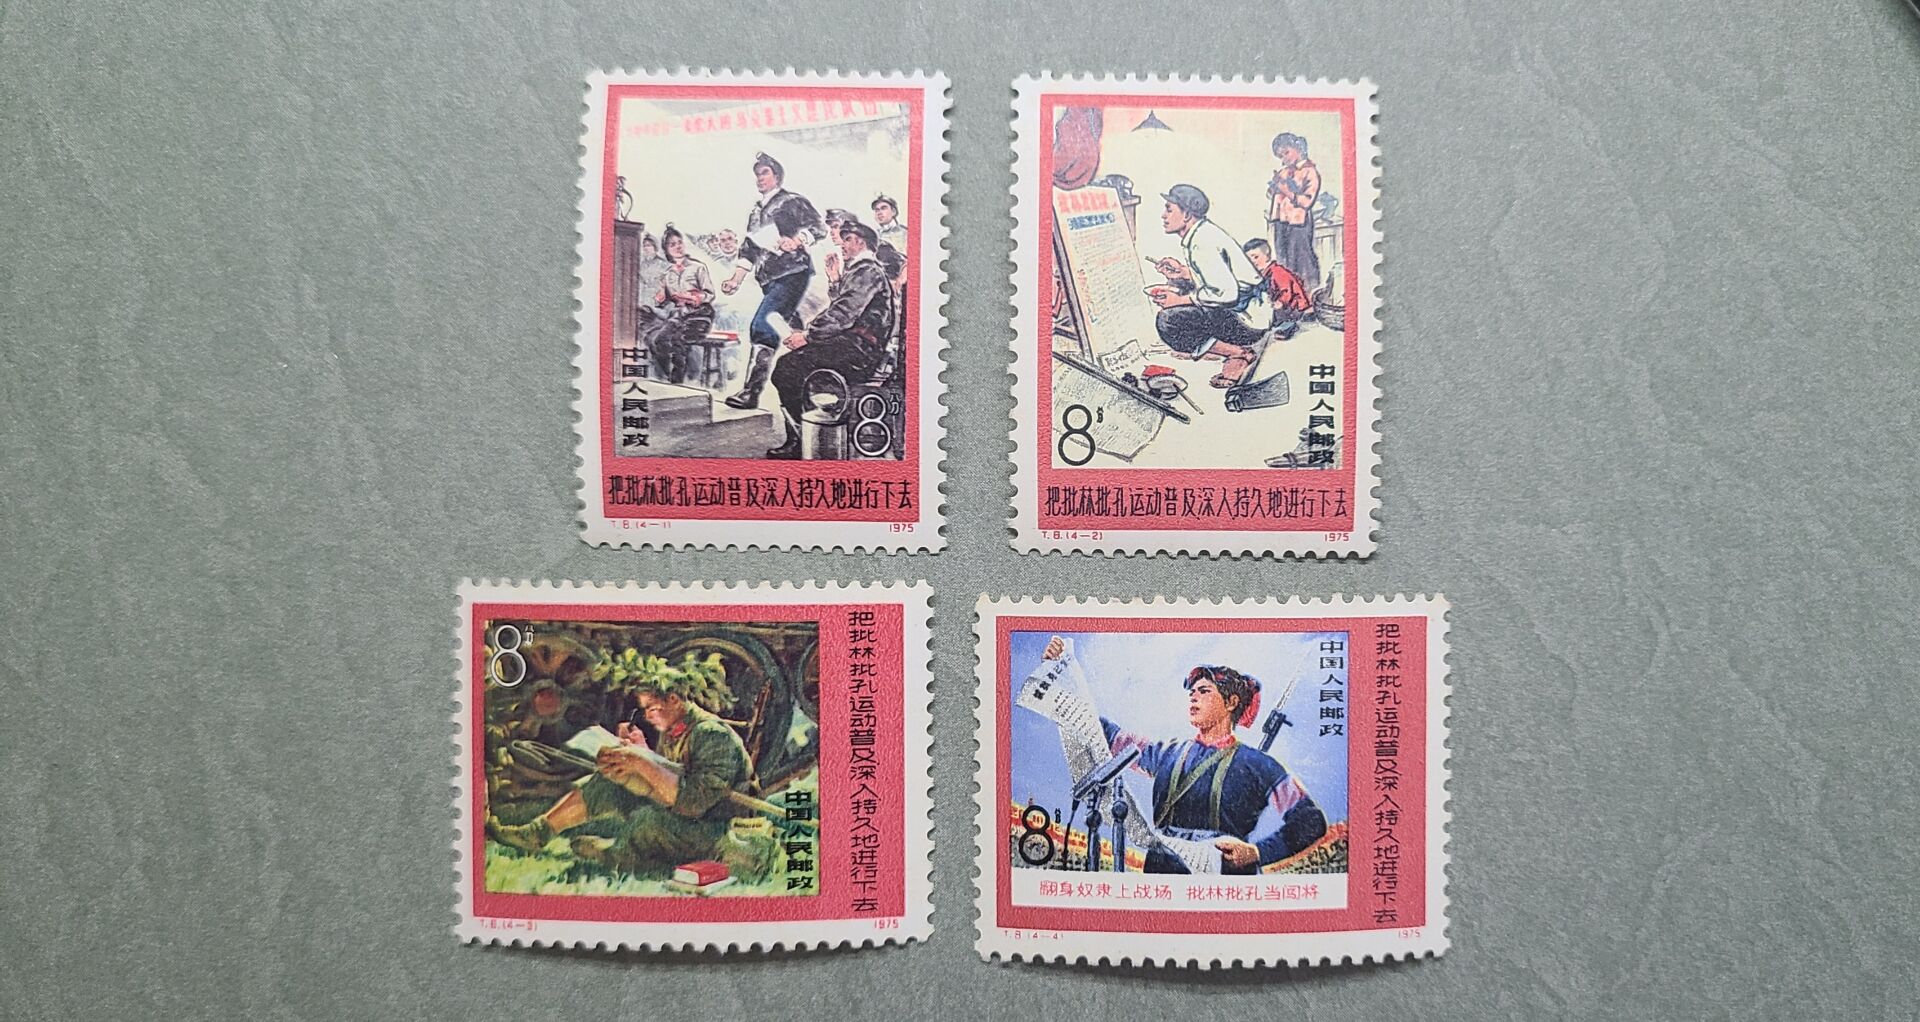 中国人民邮政
8分
把批林批孔运动普及、深入、持久地进行下去
T.8.(4-1)
1975
中国人民邮政
8分
把批林批孔运动普及、深入、持久地进行下去
T.8.(4-2)
1975
8分
中国人民邮政
把批林批孔运动普及深入持久地进行下去
T.8.(4-3)
1975
中国人民邮政
8分
翻身奴隶上战场 批林批孔当闯将
把批林批孔运动普及深入持久地进行下去
T.8.(4-4)
1975